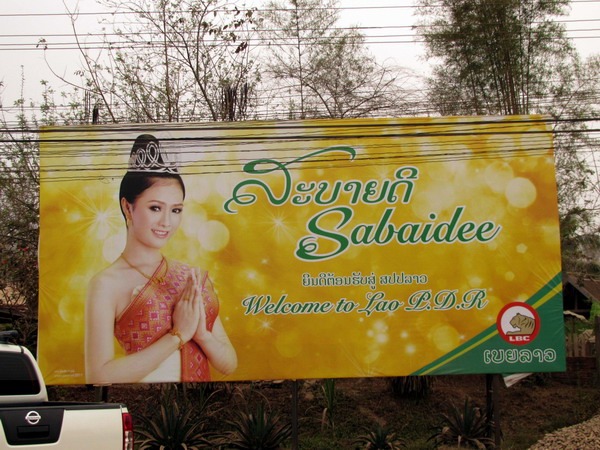 ສະບາຍດີ
Sabaidee
ຍິນດີຕ້ອນຮັບສູ່ ສປປລາວ
Welcome to Lao P.D.R
LBC
ເບຍລາວ